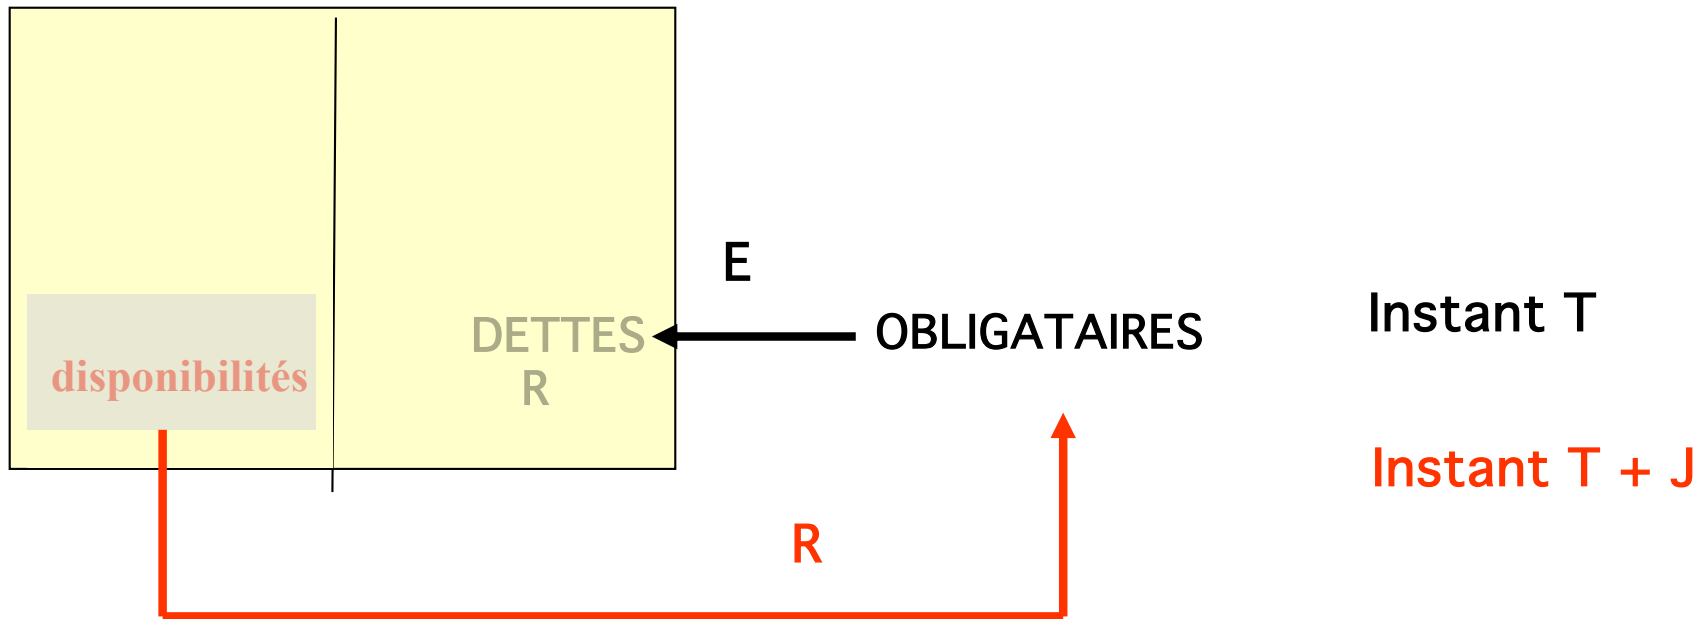 E
DETTES
OBLIGATAIRES
Instant T
disponibilités
R
Instant T + J
R